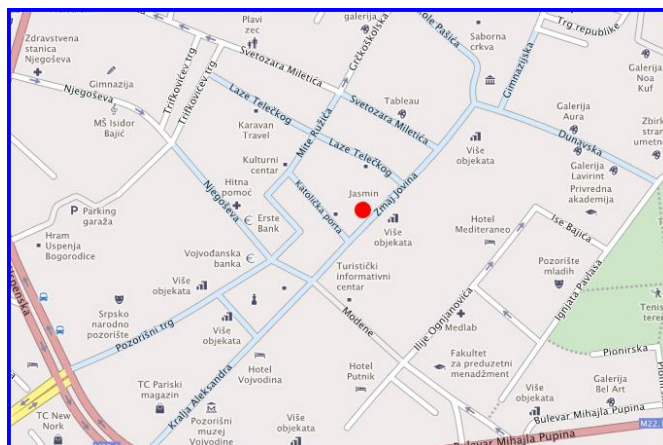 Plavi
zec
galerija
Nikole Pašića
Saborna
crkva
Trg republike
Zdravstvena
stanica
Njegoševa
Trifkovićev trg
Svetozara Miletića
Grčkoškolska
Gimnazijska
Galerija
Noa
Kuf
Gimnazija
Njegoševa
MŠ Isidor
Bajić
Trifkovićev trg
Laze Telečkog
Tableau
Svetozara Miletića
Galerija
Aura
Karavan
Travel
Mite Ružića
Više
objekata
Dunavska
Kulturni
centar
Laze Telečkog
Galerija
Lavirint
Hitna
pomoć
Njegoševa
Katolička porta
Jasmin
Zmaj Jovina
Privredna
akademija
Parking
garaža
Erste
Bank
Više
objekata
Hotel
Mediteraneo
Ise Bajića
Hram
Uspenja
Bogorodice
Vojvođanska
banka
Turistički
informativni
centar
Pozorište
mladih
Ignjata Pavlasa
Više
objekata
Srpsko
narodno
pozorište
Modene
Ilije Ognjanovića
Medlab
Pozorišni trg
Više
objekata
Pionirska
Fakultet
za preduzetni
menadžment
Hotel
Vojvodina
Hotel
Putnik
Kralja Aleksandra
TC Pariski
magazin
Više
objekata
Galerija
Bel Art
TC New
Nork
Pozorišni
muzej
Vojvodine
Više
objekata
Bulevar Mihajla Pupina
Bulevar Mihajla Pupina
M22